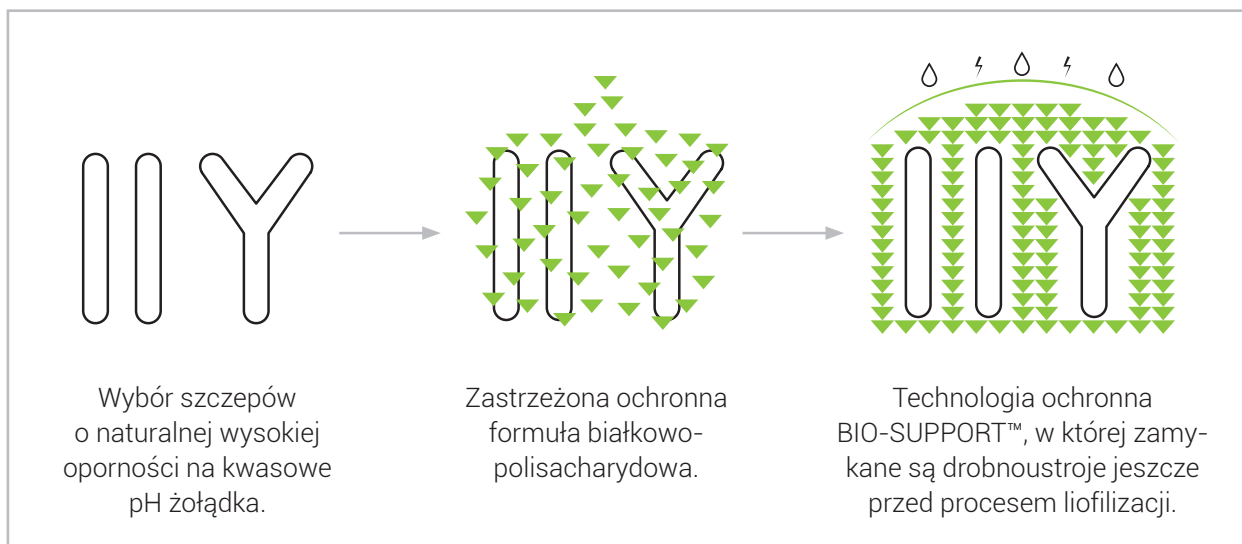 Wybór szczepów
o naturalnej wysokiej
oporności na kwasowe
pH żołądka.
Zastrzeżona ochronna
formuła białkowo-
polisacharydowa.
Technologia ochronna
BIO-SUPPORT™, w której zamy-
kane są drobnoustroje jeszcze
przed procesem liofilizacji.